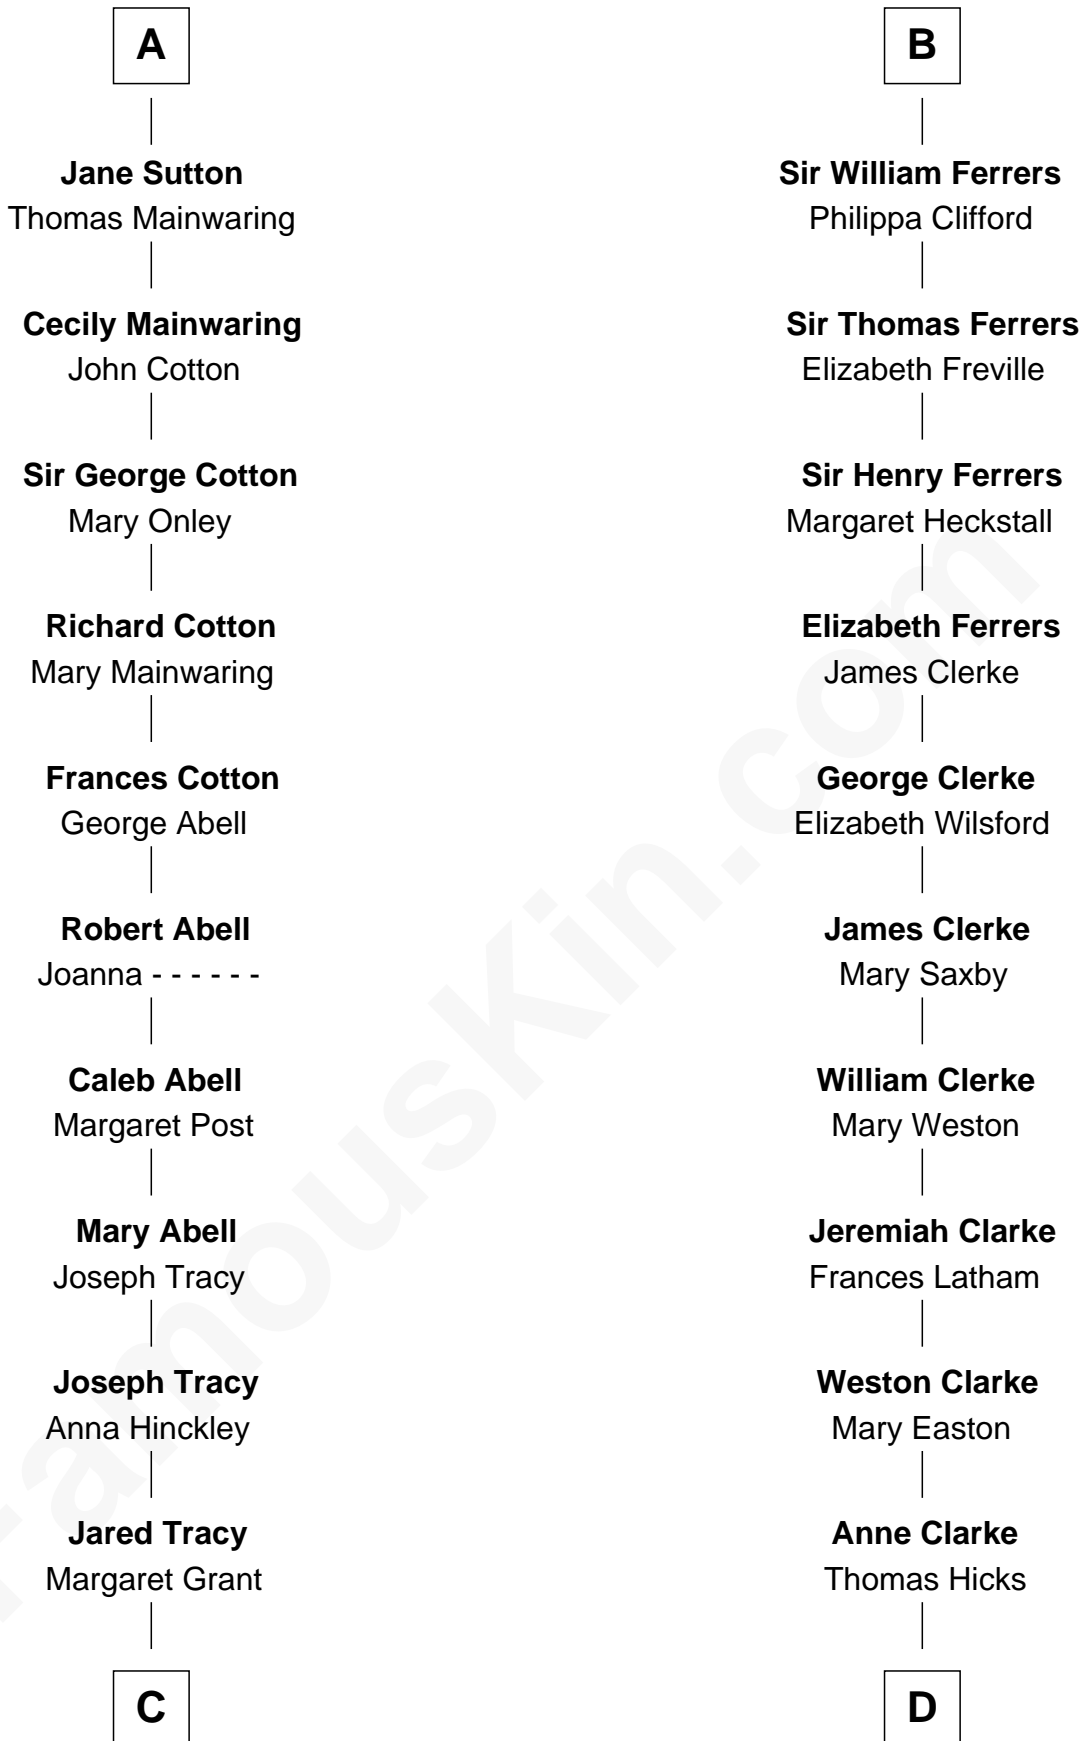 A
Jane Sutton
Thomas Mainwaring
Cecily Mainwaring
John Cotton
Sir George Cotton
Mary Onley
Richard Cotton
Mary Mainwaring
Frances Cotton
George Abell
Robert Abell
Joanna - - - - - -
Caleb Abell
Margaret Post
Mary Abell
Joseph Tracy
Joseph Tracy
Anna Hinckley
Jared Tracy
Margaret Grant
C
B
Sir William Ferrers
Philippa Clifford
Sir Thomas Ferrers
Elizabeth Freville
Sir Henry Ferrers
Margaret Heckstall
Elizabeth Ferrers
James Clerke
George Clerke
Elizabeth Wilsford
James Clerke
Mary Saxby
William Clerke
Mary Weston
Jeremiah Clarke
Frances Latham
Weston Clarke
Mary Easton
Anne Clarke
Thomas Hicks
D
FamousKin.com